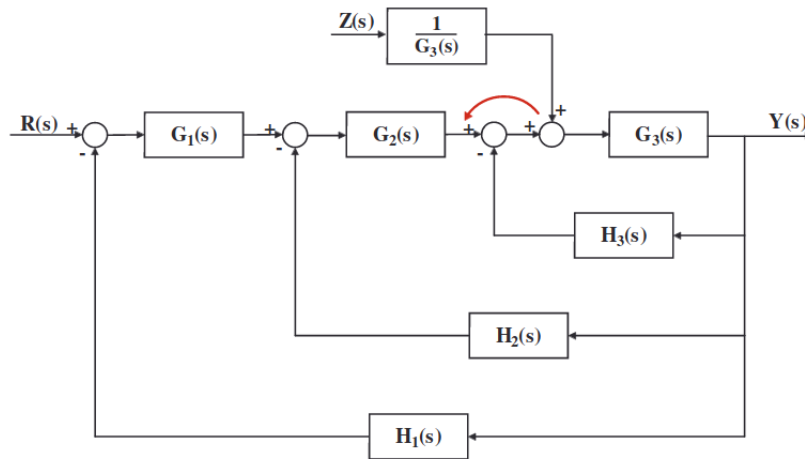 Z(s)
1
G₃(s)
+
R(s)
+
-
G₁(s)
+
-
G₂(s)
+
-
+
G₃(s)
Y(s)
H₃(s)
H₂(s)
H₁(s)